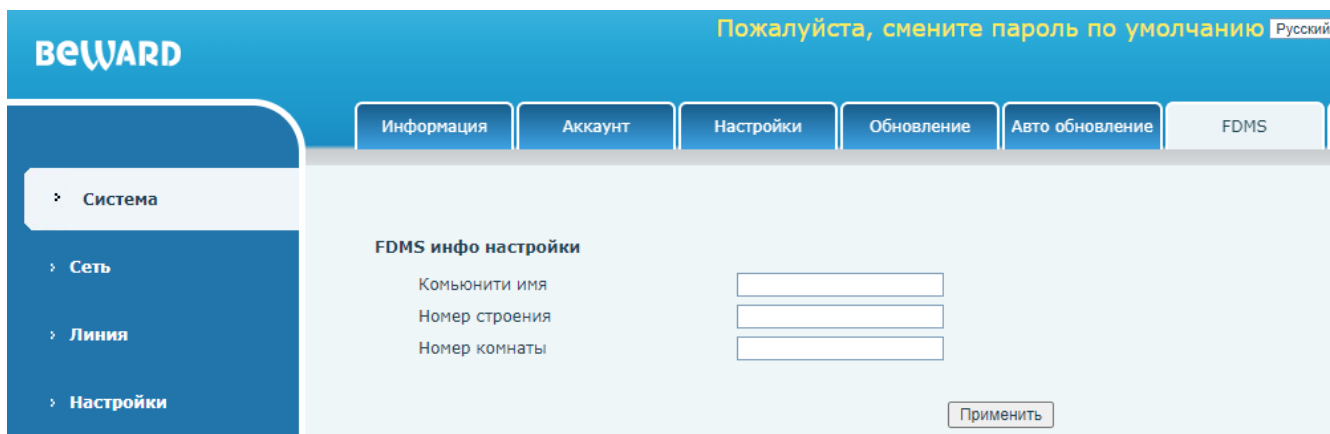 Пожалуйста, смените пароль по умолчанию Русский
BEWARD
Информация Аккаунт Настройки Обновление Авто обновление FDMS
Система
FDMS инфо настройки
Сеть
Комьюнити имя
Номер строения
Линия
Номер комнаты
Настройки
Применить